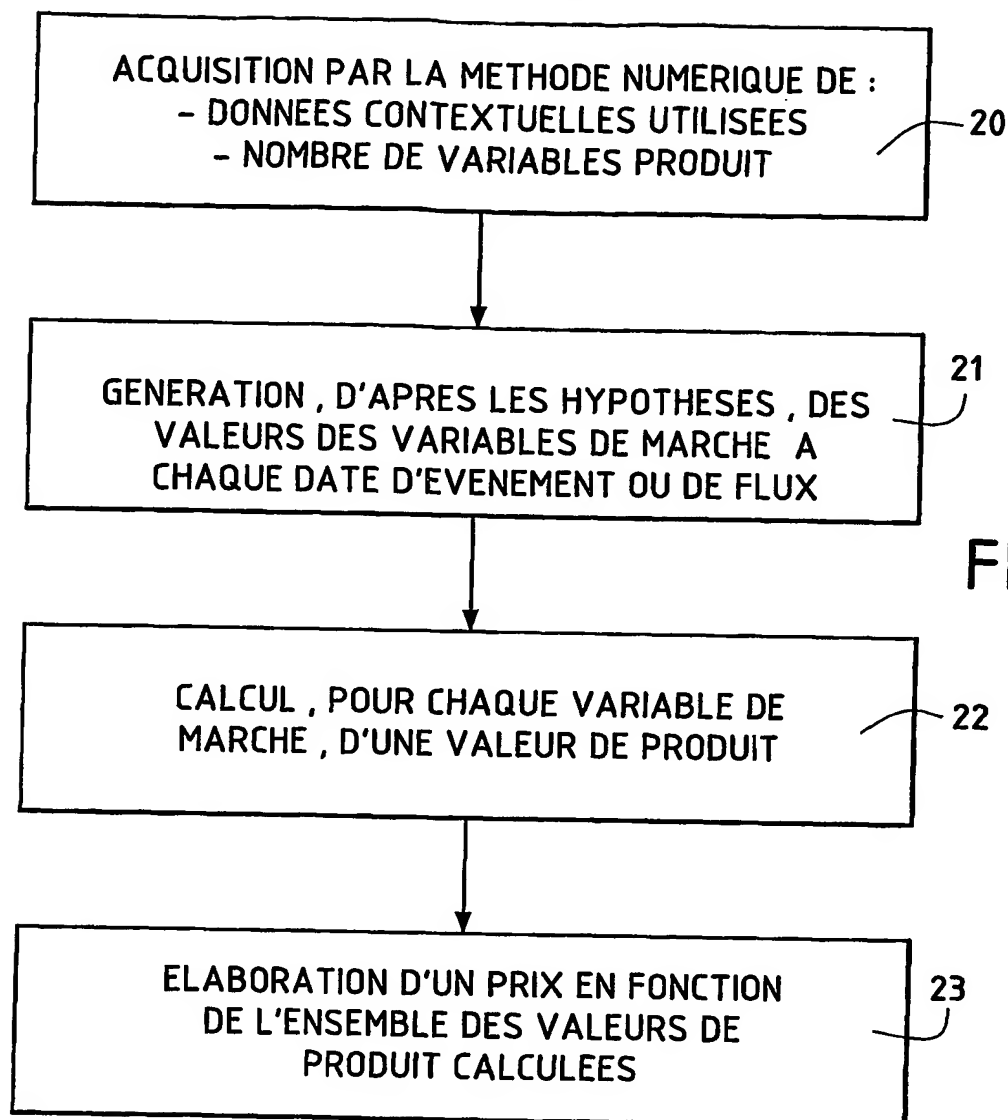 ACQUISITION PAR LA METHODE NUMERIQUE DE :
- DONNEES CONTEXTUELLES UTILISEES
- NOMBRE DE VARIABLES PRODUIT
20
GENERATION , D'APRES LES HYPOTHESES , DES
VALEURS DES VARIABLES DE MARCHE A
CHAQUE DATE D'EVENEMENT OU DE FLUX
21
CALCUL , POUR CHAQUE VARIABLE DE
MARCHE , D'UNE VALEUR DE PRODUIT
22
ELABORATION D'UN PRIX EN FONCTION
DE L'ENSEMBLE DES VALEURS DE
PRODUIT CALCULEES
23